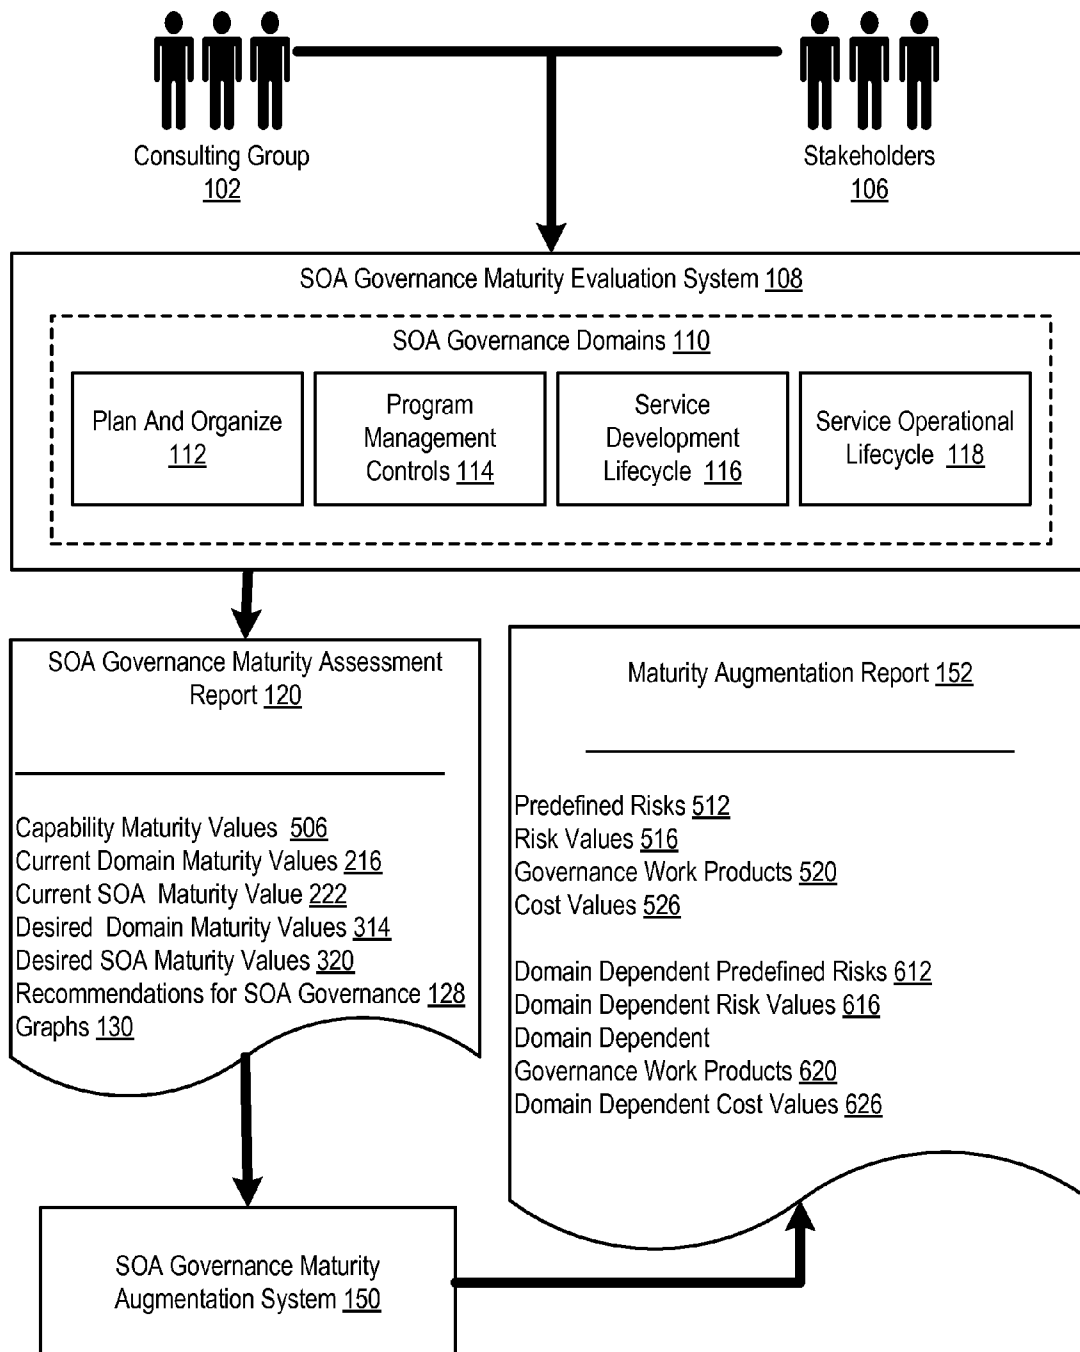 Consulting Group
102
Stakeholders
106
SOA Governance Maturity Evaluation System 108
SOA Governance Domains 110
Plan And Organize
112
Program
Management
Controls 114
Service
Development
Lifecycle 116
Service Operational
Lifecycle 118
SOA Governance Maturity Assessment
Report 120
Capability Maturity Values 506
Current Domain Maturity Values 216
Current SOA Maturity Value 222
Desired Domain Maturity Values 314
Desired SOA Maturity Values 320
Recommendations for SOA Governance 128
Graphs 130
Maturity Augmentation Report 152
Predefined Risks 512
Risk Values 516
Governance Work Products 520
Cost Values 526
Domain Dependent Predefined Risks 612
Domain Dependent Risk Values 616
Domain Dependent
Governance Work Products 620
Domain Dependent Cost Values 626
SOA Governance Maturity
Augmentation System 150